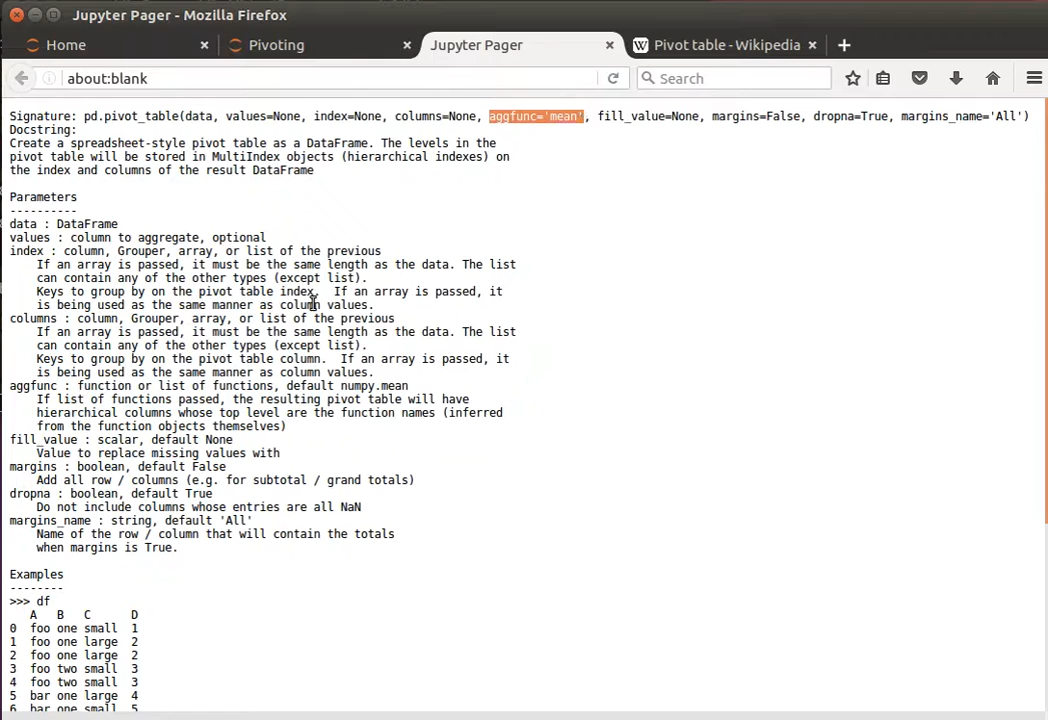 Jupyter Pager - Mozilla Firefox
Home
Pivoting
Jupyter Pager
W Pivot table - Wikipedia
about:blank
Search
Signature: pd.pivot_table(data, values=None, index=None, columns=None, aggfunc='mean', fill_value=None, margins=False, dropna=True, margins_name='All')
Docstring:
Create a spreadsheet-style pivot table as a DataFrame. The levels in the
pivot table will be stored in MultiIndex objects (hierarchical indexes) on
the index and columns of the result DataFrame
Parameters
----------
data : DataFrame
values : column to aggregate, optional
index : column, Grouper, array, or list of the previous
    If an array is passed, it must be the same length as the data. The list
    can contain any of the other types (except list).
    Keys to group by on the pivot table index.  If an array is passed, it
    is being used as the same manner as column values.
columns : column, Grouper, array, or list of the previous
    If an array is passed, it must be the same length as the data. The list
    can contain any of the other types (except list).
    Keys to group by on the pivot table column.  If an array is passed, it
    is being used as the same manner as column values.
aggfunc : function or list of functions, default numpy.mean
    If list of functions passed, the resulting pivot table will have
    hierarchical columns whose top level are the function names (inferred
    from the function objects themselves)
fill_value : scalar, default None
    Value to replace missing values with
margins : boolean, default False
    Add all row / columns (e.g. for subtotal / grand totals)
dropna : boolean, default True
    Do not include columns whose entries are all NaN
margins_name : string, default 'All'
    Name of the row / column that will contain the totals
    when margins is True.
Examples
--------
>>> df
   A   B   C      D
0  foo one small  1
1  foo one large  2
2  foo one large  2
3  foo two small  3
4  foo two small  3
5  bar one large  4
6  bar one small  5